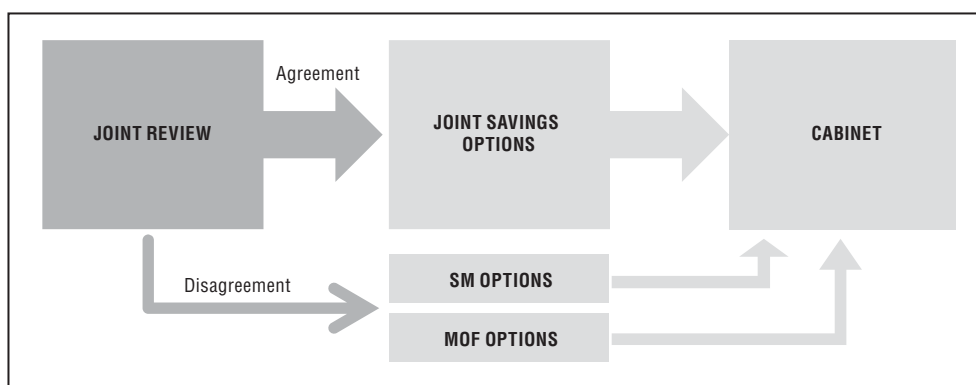 Agreement
JOINT REVIEW
JOINT SAVINGS
OPTIONS
CABINET
Disagreement
SM OPTIONS
MOF OPTIONS